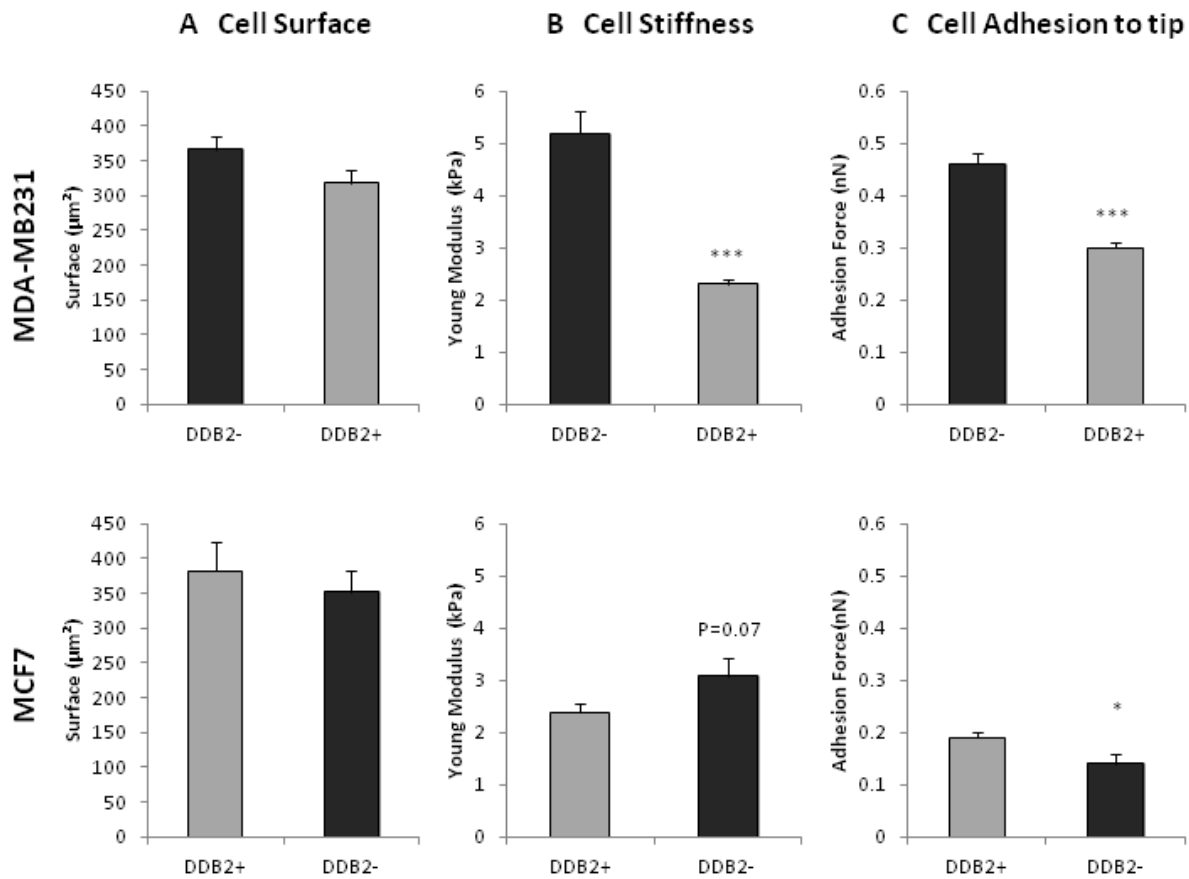 A Cell Surface
B Cell Stiffness
C Cell Adhesion to tip
MDA-MB231
Surface (µm²)
450
400
350
300
250
200
150
100
50
0
DDB2-
DDB2+
Young Modulus (kPa)
6
5
4
3
2
1
0
***
DDB2-
DDB2+
Adhesion Force (nN)
0.6
0.5
0.4
0.3
0.2
0.1
0
***
DDB2-
DDB2+
MCF7
Surface (µm²)
450
400
350
300
250
200
150
100
50
0
DDB2+
DDB2-
Young Modulus (kPa)
6
5
4
3
2
1
0
P=0.07
DDB2+
DDB2-
Adhesion Force(nN)
0.6
0.5
0.4
0.3
0.2
0.1
0
*
DDB2+
DDB2-